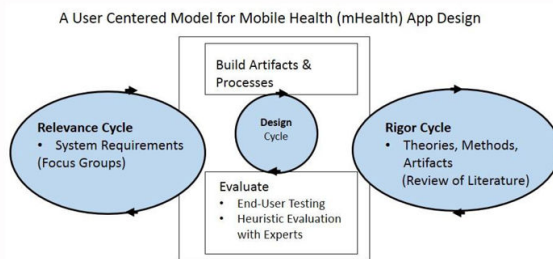 A User Centered Model for Mobile Health (mHealth) App Design
Build Artifacts &
Processes
Relevance Cycle
• System Requirements
(Focus Groups)
Design
Cycle
Rigor Cycle
• Theories, Methods,
Artifacts
(Review of Literature)
Evaluate
• End-User Testing
• Heuristic Evaluation
with Experts